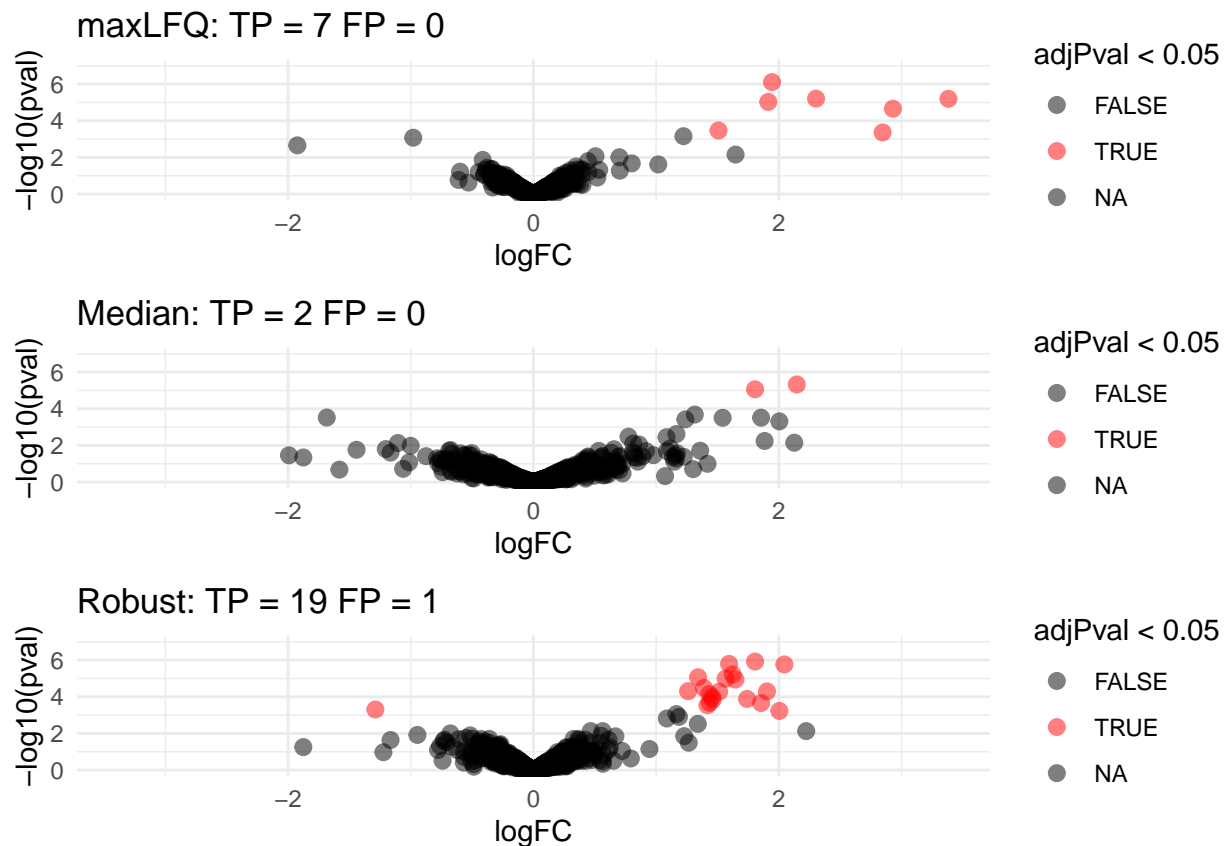 maxLFQ: TP = 7 FP = 0
−log10(pval)
6
4
2
0
−2
0
2
logFC
adjPval < 0.05
FALSE
TRUE
NA
Median: TP = 2 FP = 0
−log10(pval)
6
4
2
0
−2
0
2
logFC
adjPval < 0.05
FALSE
TRUE
NA
Robust: TP = 19 FP = 1
−log10(pval)
6
4
2
0
−2
0
2
logFC
adjPval < 0.05
FALSE
TRUE
NA